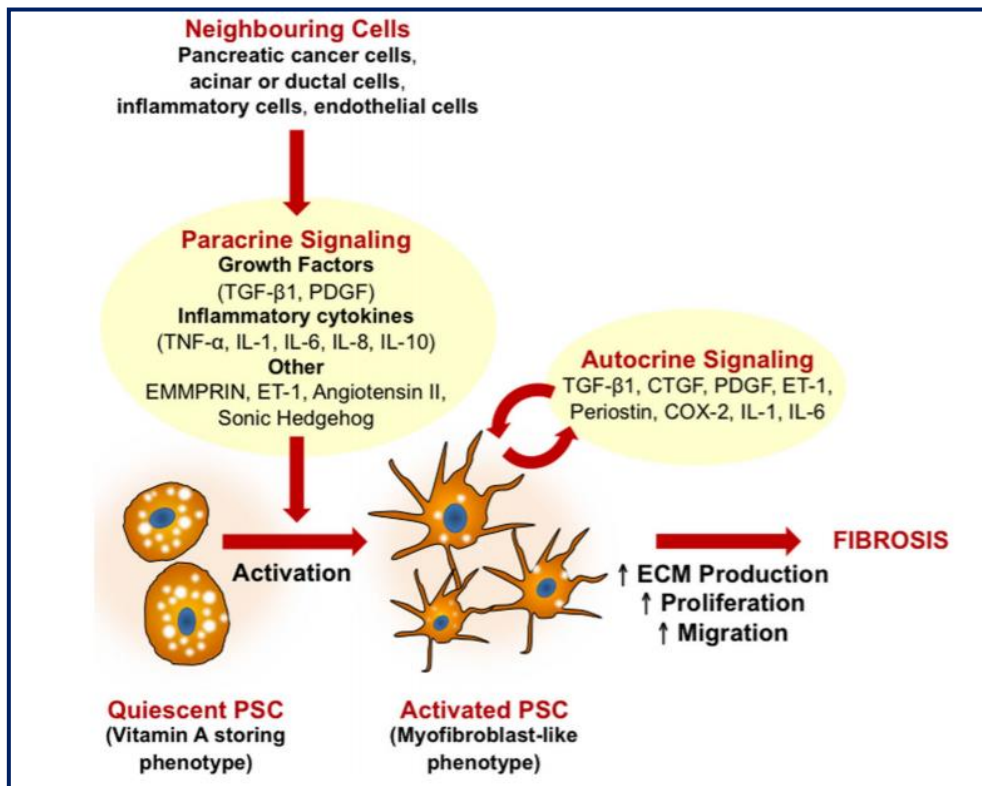 Neighbouring Cells
Pancreatic cancer cells,
acinar or ductal cells,
inflammatory cells, endothelial cells
Paracrine Signaling
Growth Factors
(TGF-β1, PDGF)
Inflammatory cytokines
(TNF-α, IL-1, IL-6, IL-8, IL-10)
Other
EMMPRIN, ET-1, Angiotensin II,
Sonic Hedgehog
Autocrine Signaling
TGF-β1, CTGF, PDGF, ET-1,
Periostin, COX-2, IL-1, IL-6
Activation
FIBROSIS
↑ ECM Production
↑ Proliferation
↑ Migration
Quiescent PSC
(Vitamin A storing
phenotype)
Activated PSC
(Myofibroblast-like
phenotype)